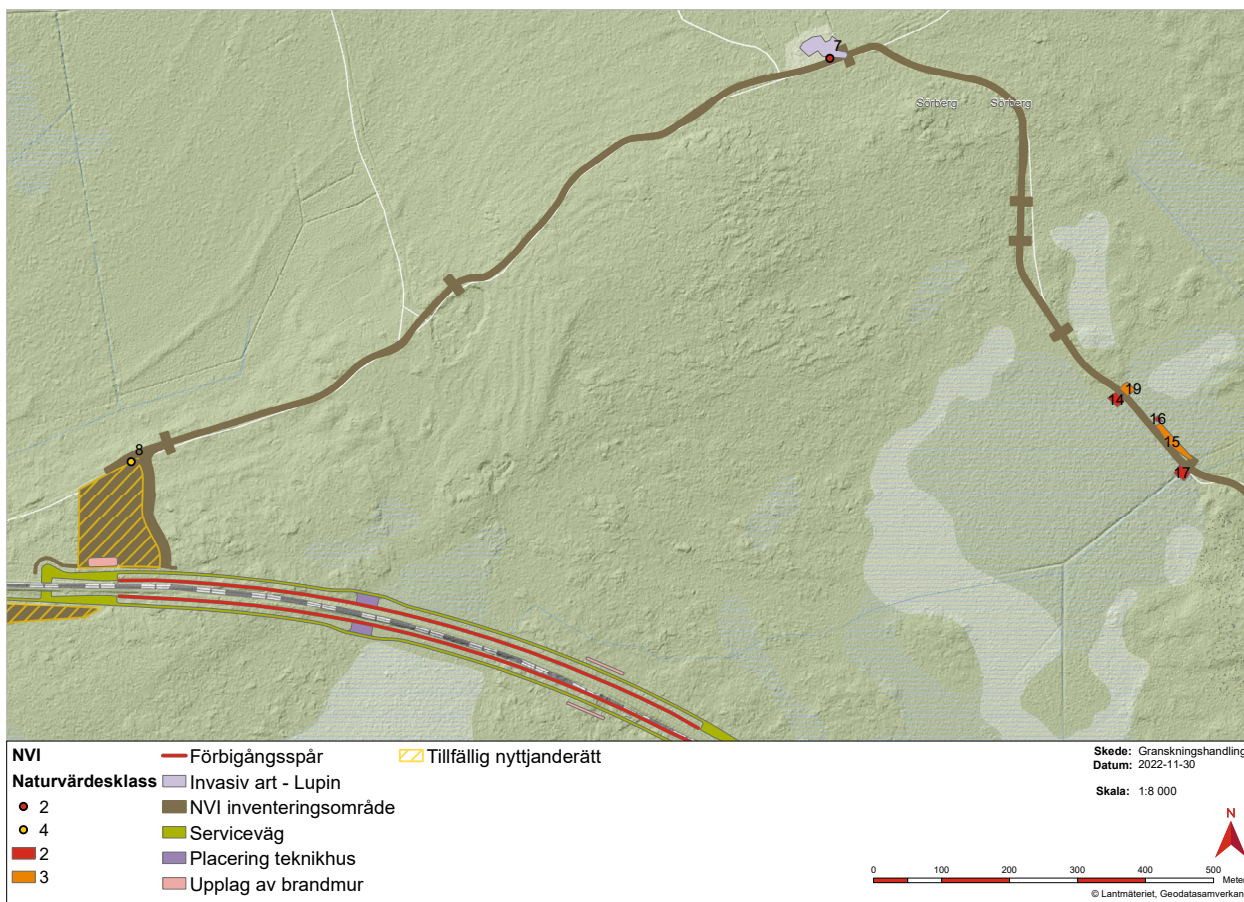 7
Sörberg
Sörberg
19
14
16
15
17
8
NVI
Naturvärdesklass
2
4
2
3
Förbigångsspår
Invasiv art - Lupin
NVI inventeringsområde
Serviceväg
Placering teknikhus
Upplag av brandmur
Tillfällig nyttjanderätt
Skede: Granskningshandling
Datum: 2022-11-30
Skala: 1:8 000
N
0 100 200 300 400 500
Meter
© Lantmäteriet, Geodatasamverkan